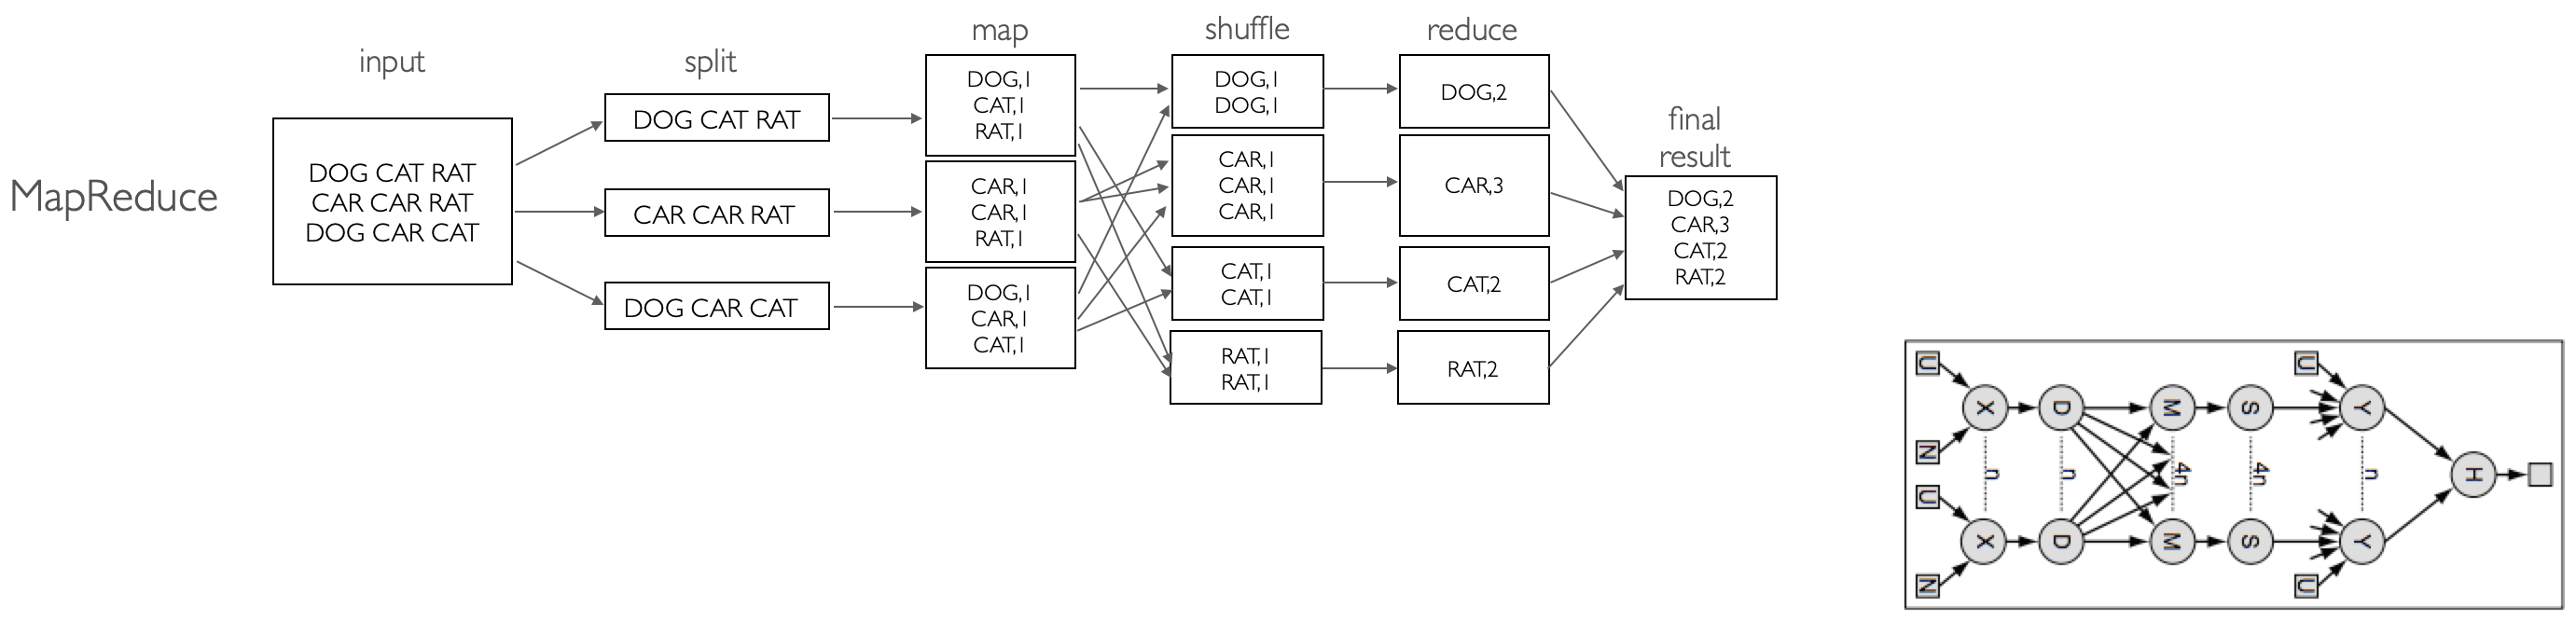 MapReduce
input
DOG CAT RAT
CAR CAR RAT
DOG CAR CAT
split
DOG CAT RAT
CAR CAR RAT
DOG CAR CAT
map
DOG,1
CAT,1
RAT,1
CAR,1
CAR,1
RAT,1
DOG,1
CAR,1
CAT,1
shuffle
DOG,1
DOG,1
CAR,1
CAR,1
CAR,1
CAT,1
CAT,1
RAT,1
RAT,1
reduce
DOG,2
CAR,3
CAT,2
RAT,2
final
result
DOG,2
CAR,3
CAT,2
RAT,2
U
N
U
N
X
n
X
D
n
D
M
4n
M
S
4n
S
U
Y
n
Y
U
H